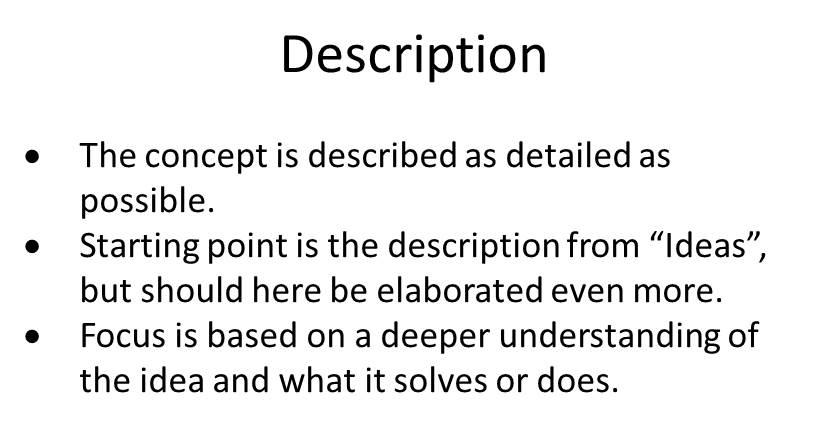 Description
• The concept is described as detailed as
possible.
• Starting point is the description from “Ideas”,
but should here be elaborated even more.
• Focus is based on a deeper understanding of
the idea and what it solves or does.